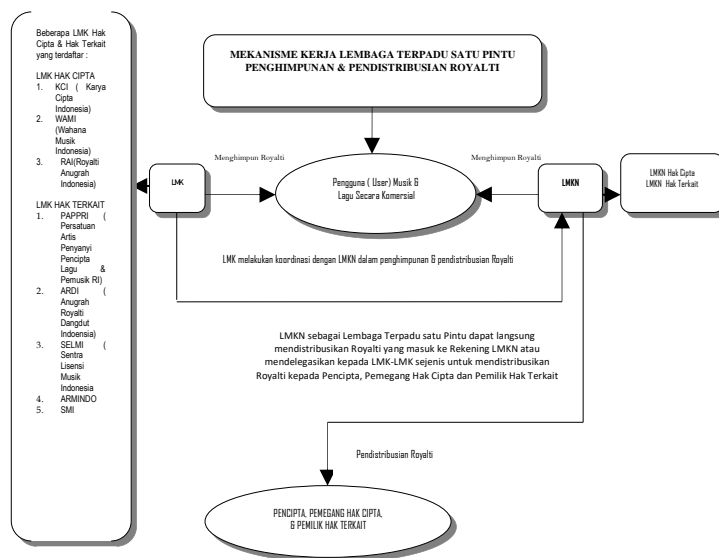 Beberapa LMK Hak
Cipta & Hak Terkait
yang terdaftar :
LMK HAK CIPTA
1. KCI ( Karya
Cipta
Indonesia)
2. WAMI
(Wahana
Musik
Indonesia)
3. RAI(Royalti
Anugrah
Indonesia)
LMK HAK TERKAIT
1. PAPPRI (
Persatuan
Artis
Penyanyi
Pencipta
Lagu &
Pemusik RI)
2. ARDI (
Anugrah
Royalti
Dangdut
Indoensia)
3. SELMI (
Sentra
Lisensi
Musik
Indonesia
4. ARMINDO
5. SMI
MEKANISME KERJA LEMBAGA TERPADU SATU PINTU
PENGHIMPUNAN & PENDISTRIBUSIAN ROYALTI
Menghimpun Royalti
Menghimpun Royalti
LMK
Pengguna ( User) Musik &
Lagu Secara Komersial
LMKN
LMKN Hak Cipta
LMKN Hak Terkait
LMK melakukan koordinasi dengan LMKN dalam penghimpunan & pendistribusian Royalti
LMKN sebagai Lembaga Terpadu satu Pintu dapat langsung
mendistribusikan Royalti yang masuk ke Rekening LMKN atau
mendelegasikan kepada LMK-LMK sejenis untuk mendistribusikan
Royalti kepada Pencipta, Pemegang Hak Cipta dan Pemilik Hak Terkait
Pendistribusian Royalti
PENCIPTA, PEMEGANG HAK CIPTA,
& PEMILIK HAK TERKAIT